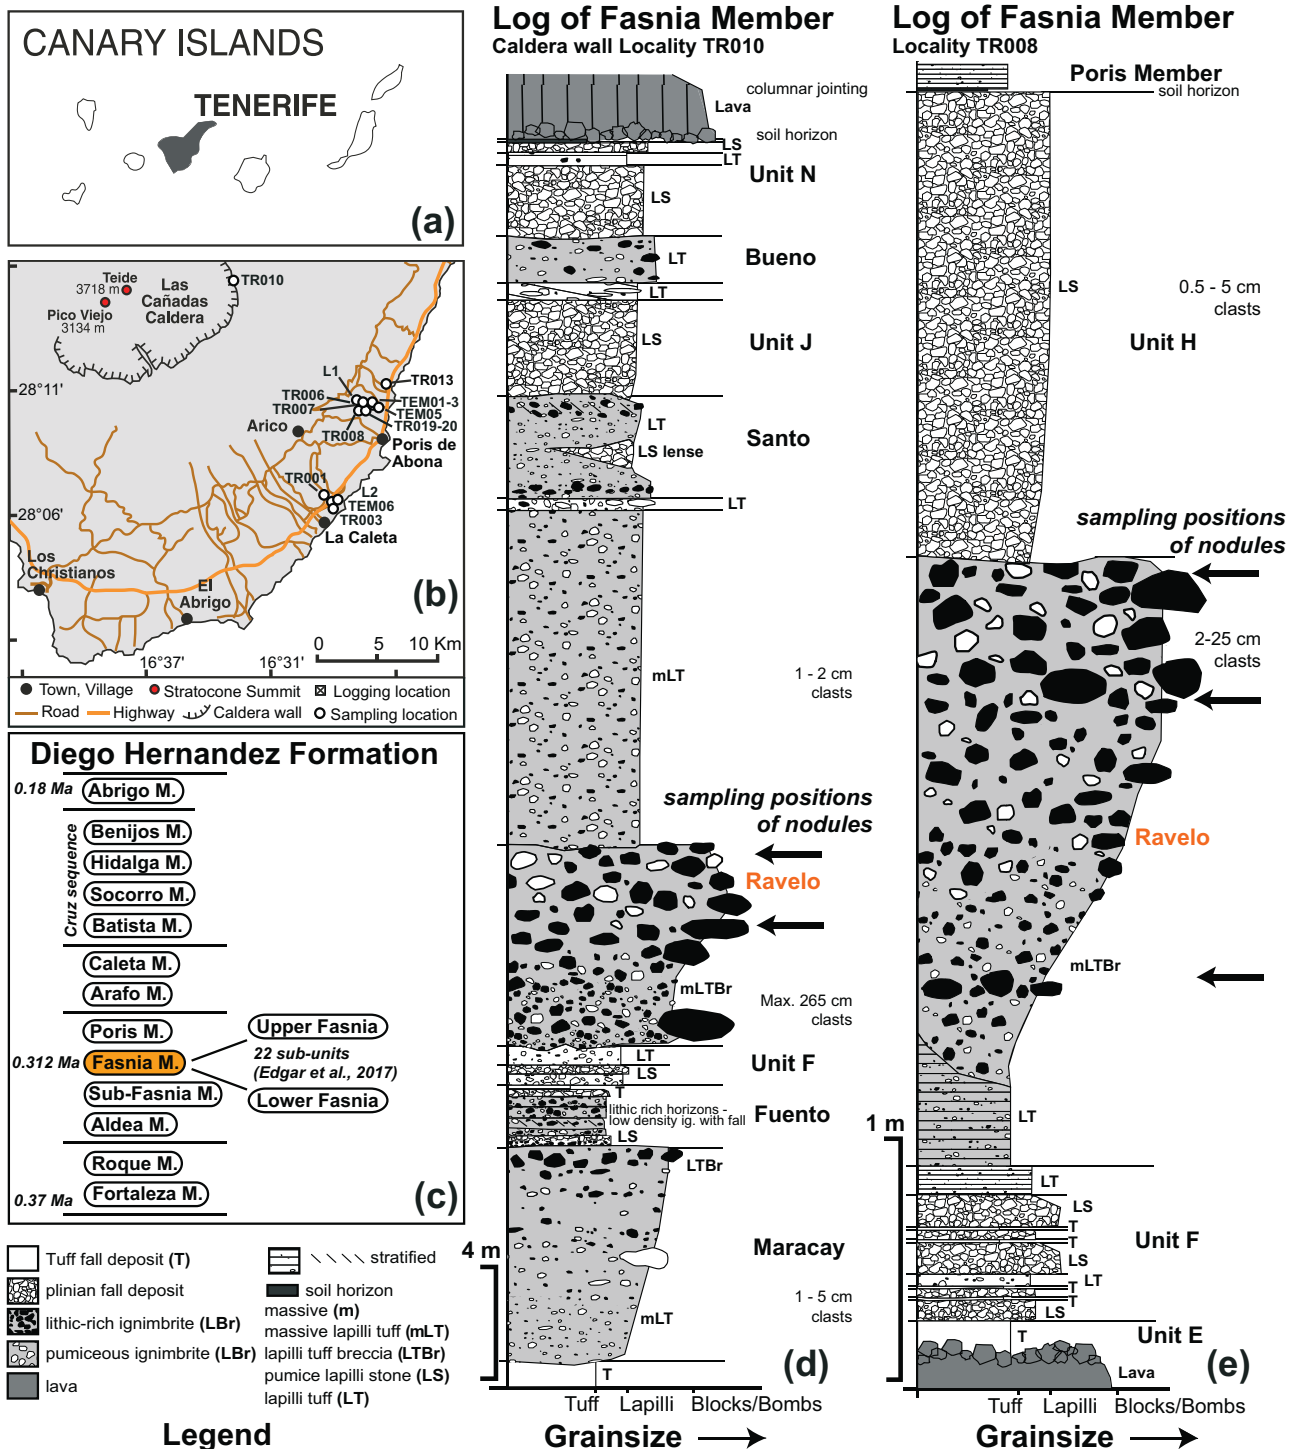 CANARY ISLANDS
TENERIFE
(a)
Teide
3718 m
Pico Viejo
3134 m
Las
Cañadas
Caldera
TR010
28°11'
L1
TR013
TR006
TEM01-3
TR007
TEM05
TR019-20
Arico
TR008
Poris de
Abona
TR001
L2
TEM06
28°06'
TR003
La Caleta
Los
Christianos
El
Abrigo
(b)
0 5 10 Km
16°37' 16°31'
Town, Village
Stratocone Summit
Logging location
Road
Highway
Caldera wall
Sampling location
Diego Hernandez Formation
0.18 Ma
Abrigo M.
Cruz sequence
Benijos M.
Hidalga M.
Socorro M.
Batista M.
Caleta M.
Arafo M.
Poris M.
Upper Fasnia
0.312 Ma
Fasnia M.
22 sub-units
(Edgar et al., 2017)
Sub-Fasnia M.
Lower Fasnia
Aldea M.
Roque M.
0.37 Ma
Fortaleza M.
(c)
Tuff fall deposit (T)
plinian fall deposit
lithic-rich ignimbrite (LBr)
pumiceous ignimbrite (LBr)
lava
stratified
soil horizon
massive (m)
massive lapilli tuff (mLT)
lapilli tuff breccia (LTBr)
pumice lapilli stone (LS)
lapilli tuff (LT)
Legend
Log of Fasnia Member
Caldera wall Locality TR010
columnar jointing
Lava
soil horizon
LS
LT
Unit N
LS
Bueno
LT
LT
Unit J
LS
Santo
LT
LS lense
LT
mLT
1 - 2 cm
clasts
sampling positions
of nodules
Ravelo
mLTBr
Max. 265 cm
clasts
Unit F
LT
LS
T
Fuento
lithic rich horizons -
low density ig. with fall
LS
LTBr
Maracay
4 m
1 - 5 cm
clasts
mLT
T
(d)
Tuff Lapilli Blocks/Bombs
Grainsize
Log of Fasnia Member
Locality TR008
Poris Member
soil horizon
LS
0.5 - 5 cm
clasts
Unit H
sampling positions
of nodules
2-25 cm
clasts
Ravelo
mLTBr
LT
1 m
LT
LS
T
T
Unit F
LS
LT
T
T
LS
Unit E
T
Lava
(e)
Tuff Lapilli Blocks/Bombs
Grainsize